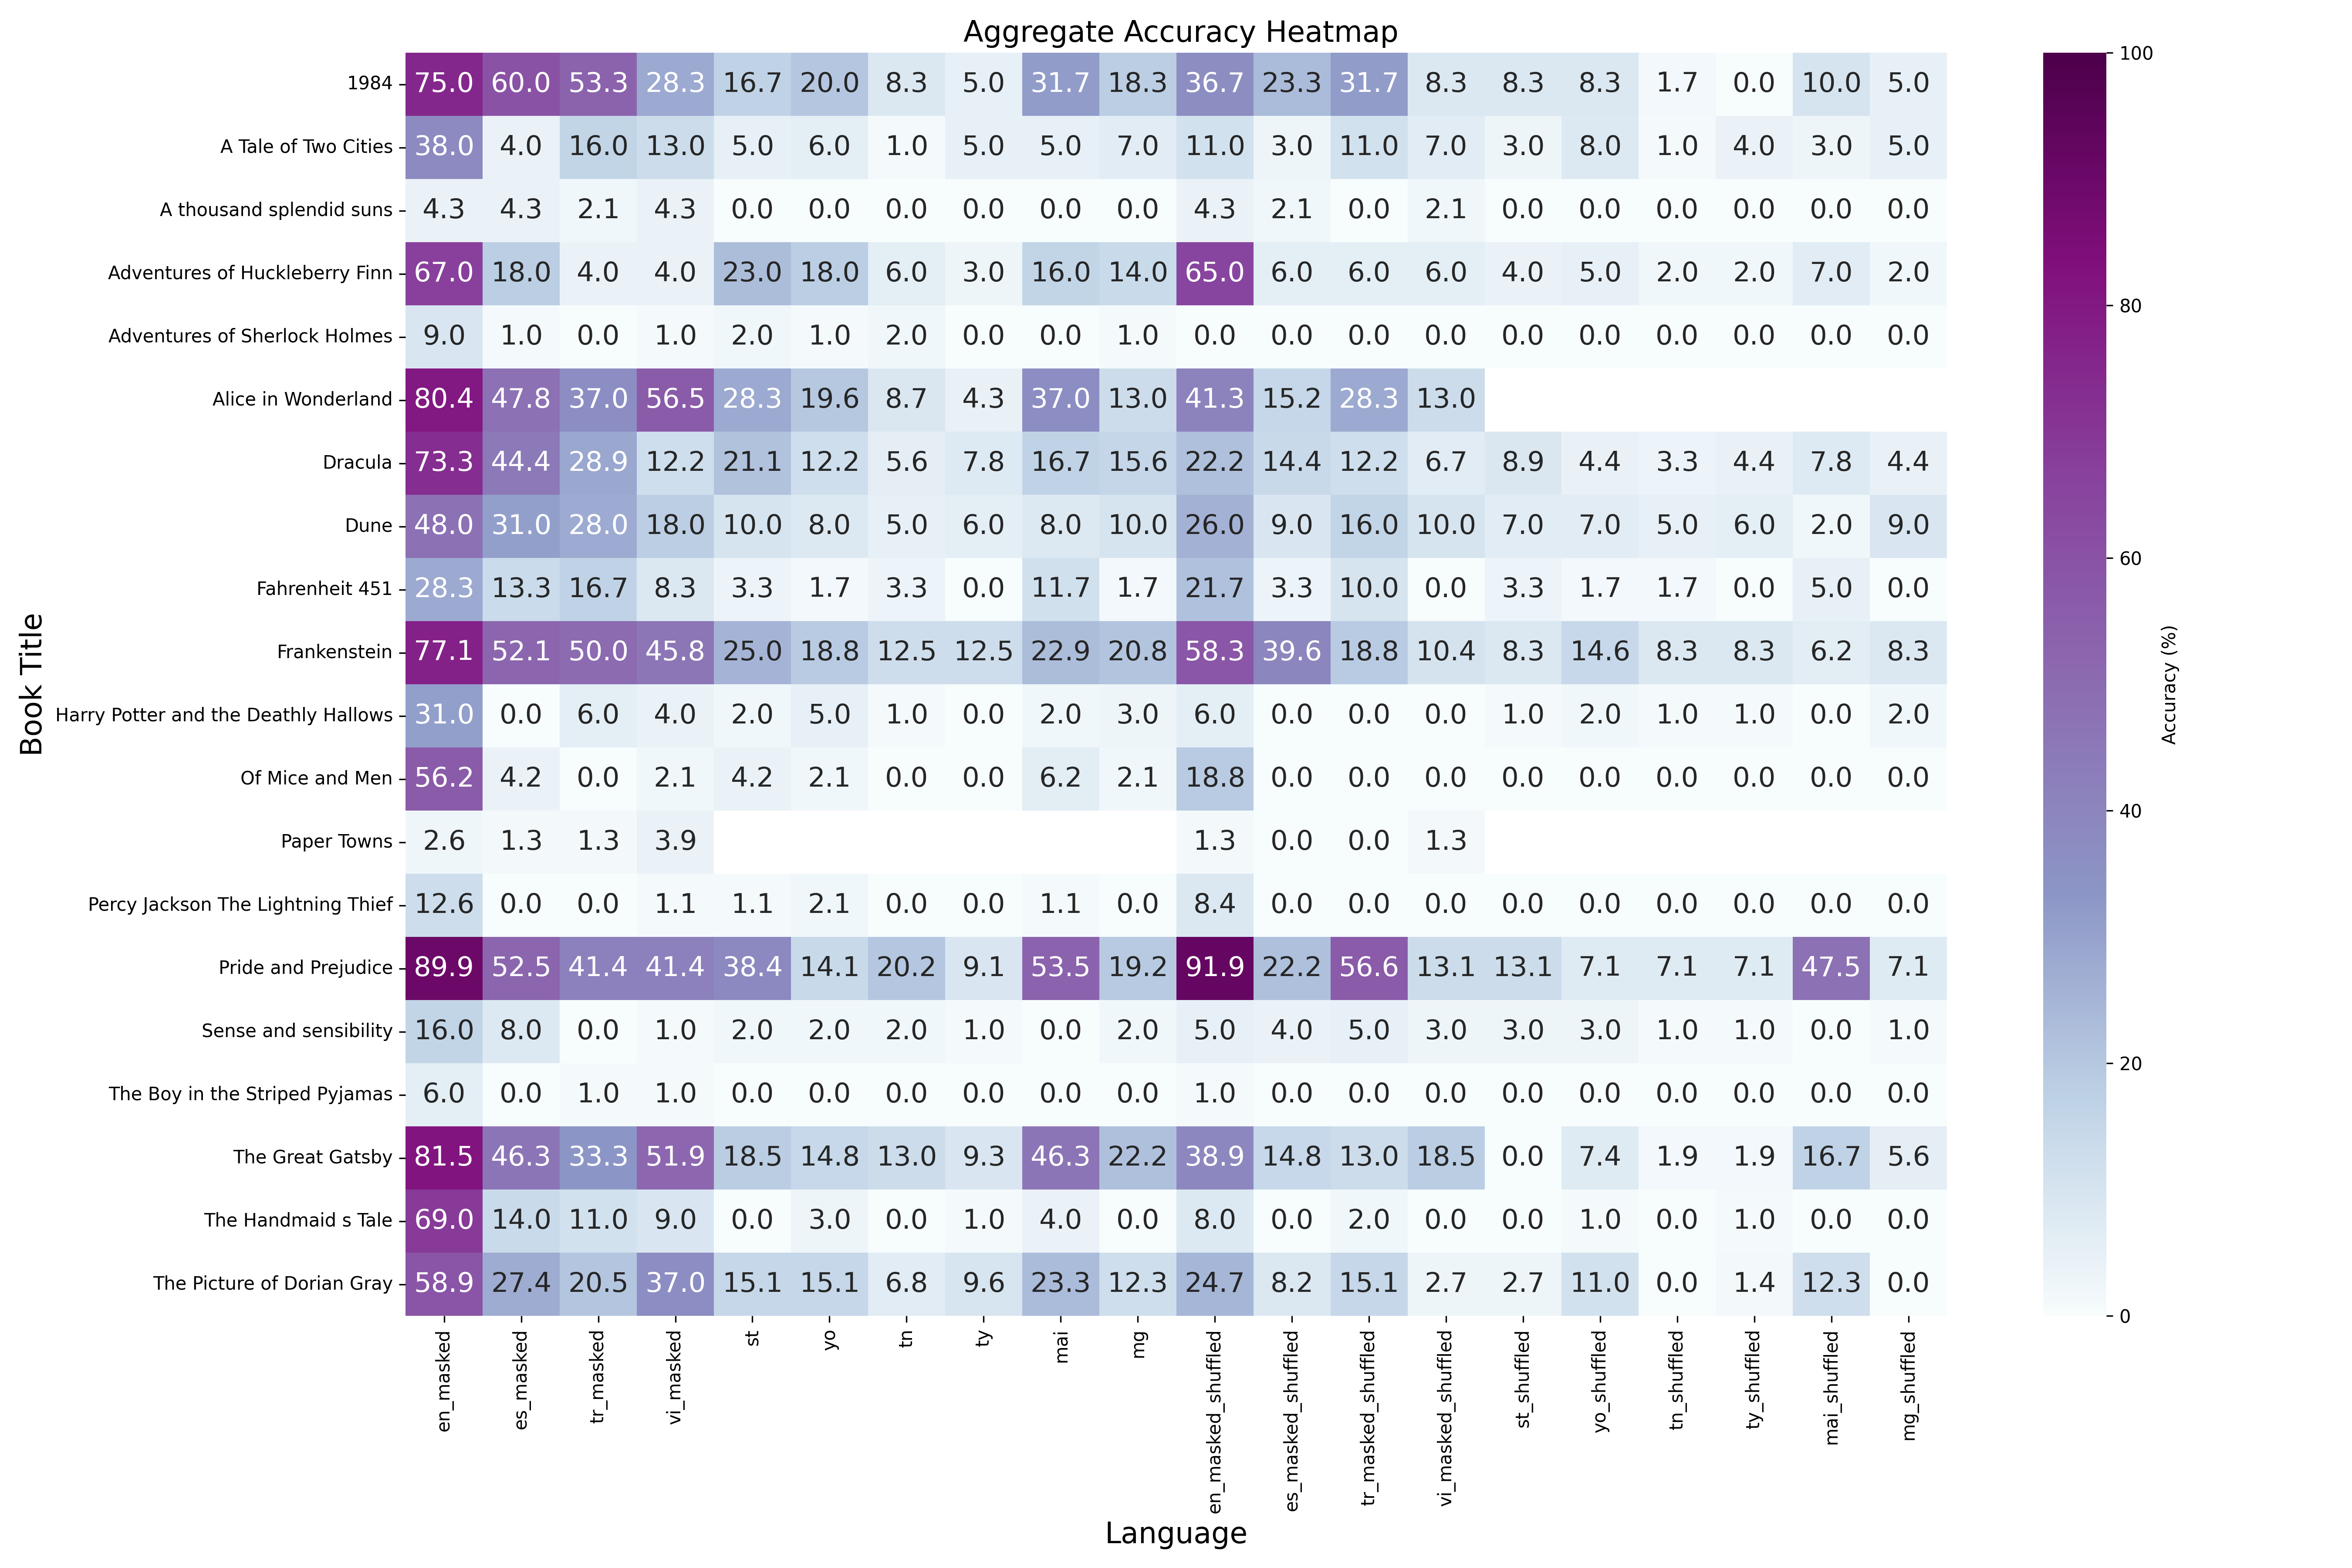 Aggregate Accuracy Heatmap
Book Title
1984 75.0 60.0 53.3 28.3 16.7 20.0 8.3 5.0 31.7 18.3 36.7 23.3 31.7 8.3 8.3 8.3 1.7 0.0 10.0 5.0
A Tale of Two Cities 38.0 4.0 16.0 13.0 5.0 6.0 1.0 5.0 5.0 7.0 11.0 3.0 11.0 7.0 3.0 8.0 1.0 4.0 3.0 5.0
A thousand splendid suns 4.3 4.3 2.1 4.3 0.0 0.0 0.0 0.0 0.0 0.0 4.3 2.1 0.0 2.1 0.0 0.0 0.0 0.0 0.0 0.0
Adventures of Huckleberry Finn 67.0 18.0 4.0 4.0 23.0 18.0 6.0 3.0 16.0 14.0 65.0 6.0 6.0 6.0 4.0 5.0 2.0 2.0 7.0 2.0
Adventures of Sherlock Holmes 9.0 1.0 0.0 1.0 2.0 1.0 2.0 0.0 0.0 1.0 0.0 0.0 0.0 0.0 0.0 0.0 0.0 0.0 0.0 0.0
Alice in Wonderland 80.4 47.8 37.0 56.5 28.3 19.6 8.7 4.3 37.0 13.0 41.3 15.2 28.3 13.0
Dracula 73.3 44.4 28.9 12.2 21.1 12.2 5.6 7.8 16.7 15.6 22.2 14.4 12.2 6.7 8.9 4.4 3.3 4.4 7.8 4.4
Dune 48.0 31.0 28.0 18.0 10.0 8.0 5.0 6.0 8.0 10.0 26.0 9.0 16.0 10.0 7.0 7.0 5.0 6.0 2.0 9.0
Fahrenheit 451 28.3 13.3 16.7 8.3 3.3 1.7 3.3 0.0 11.7 1.7 21.7 3.3 10.0 0.0 3.3 1.7 1.7 0.0 5.0 0.0
Frankenstein 77.1 52.1 50.0 45.8 25.0 18.8 12.5 12.5 22.9 20.8 58.3 39.6 18.8 10.4 8.3 14.6 8.3 8.3 6.2 8.3
Harry Potter and the Deathly Hallows 31.0 0.0 6.0 4.0 2.0 5.0 1.0 0.0 2.0 3.0 6.0 0.0 0.0 0.0 1.0 2.0 1.0 1.0 0.0 2.0
Of Mice and Men 56.2 4.2 0.0 2.1 4.2 2.1 0.0 0.0 6.2 2.1 18.8 0.0 0.0 0.0 0.0 0.0 0.0 0.0 0.0 0.0
Paper Towns 2.6 1.3 1.3 3.9 1.3 0.0 0.0 1.3
Percy Jackson The Lightning Thief 12.6 0.0 0.0 1.1 1.1 2.1 0.0 0.0 1.1 0.0 8.4 0.0 0.0 0.0 0.0 0.0 0.0 0.0 0.0 0.0
Pride and Prejudice 89.9 52.5 41.4 41.4 38.4 14.1 20.2 9.1 53.5 19.2 91.9 22.2 56.6 13.1 13.1 7.1 7.1 7.1 47.5 7.1
Sense and sensibility 16.0 8.0 0.0 1.0 2.0 2.0 2.0 1.0 0.0 2.0 5.0 4.0 5.0 3.0 3.0 3.0 1.0 1.0 0.0 1.0
The Boy in the Striped Pyjamas 6.0 0.0 1.0 1.0 0.0 0.0 0.0 0.0 0.0 0.0 1.0 0.0 0.0 0.0 0.0 0.0 0.0 0.0 0.0 0.0
The Great Gatsby 81.5 46.3 33.3 51.9 18.5 14.8 13.0 9.3 46.3 22.2 38.9 14.8 13.0 18.5 0.0 7.4 1.9 1.9 16.7 5.6
The Handmaid s Tale 69.0 14.0 11.0 9.0 0.0 3.0 0.0 1.0 4.0 0.0 8.0 0.0 2.0 0.0 0.0 1.0 0.0 1.0 0.0 0.0
The Picture of Dorian Gray 58.9 27.4 20.5 37.0 15.1 15.1 6.8 9.6 23.3 12.3 24.7 8.2 15.1 2.7 2.7 11.0 0.0 1.4 12.3 0.0
en_masked es_masked tr_masked vi_masked st yo tn ty mai mg en_masked_shuffled es_masked_shuffled tr_masked_shuffled vi_masked_shuffled st_shuffled yo_shuffled tn_shuffled ty_shuffled mai_shuffled mg_shuffled
Language
100
80
60
40
20
0
Accuracy (%)